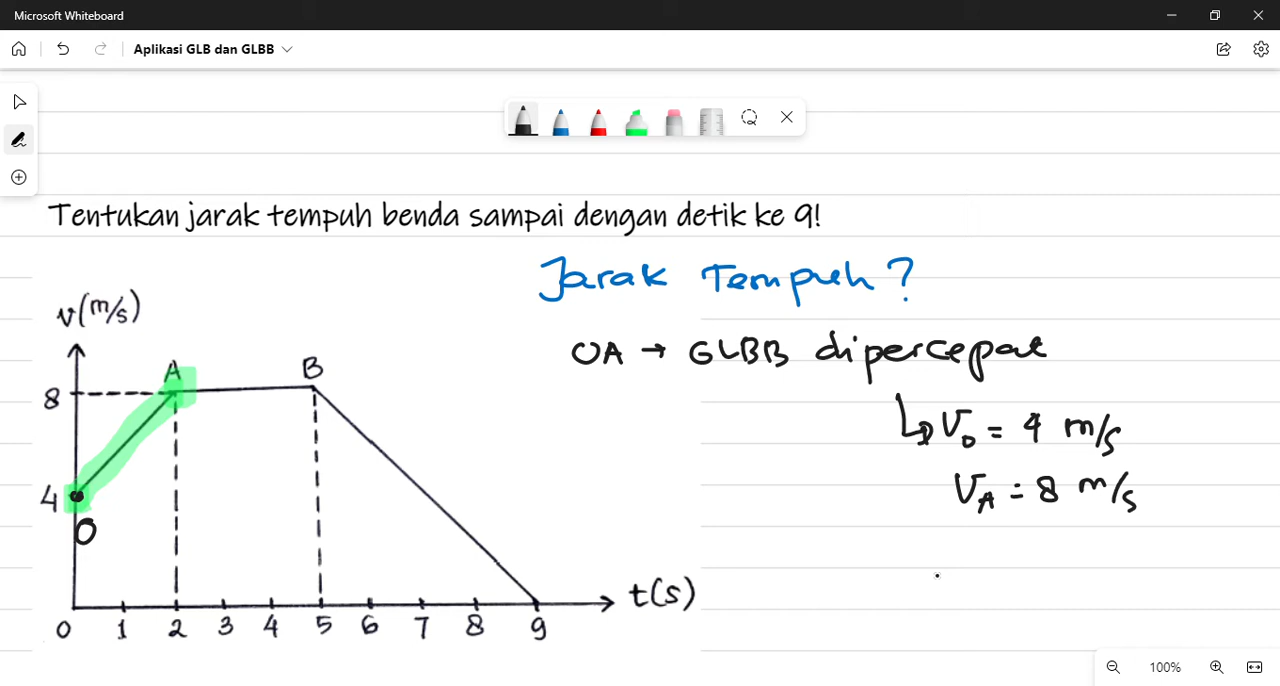 Microsoft Whiteboard
Aplikasi GLB dan GLBB
Tentukan jarak tempuh benda sampai dengan detik ke 9!
Jarak Tempuh?
v(m/s)
OA → GLBB dipercepat
A
B
8
V₀ = 4 m/s
V_A = 8 m/s
4
O
t(s)
0 1 2 3 4 5 6 7 8 9
100%